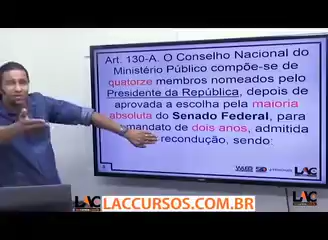 Art. 130-A. O Conselho Nacional do
Ministério Público compõe-se de
quatorze membros nomeados pelo
Presidente da República, depois de
aprovada a escolha pela maioria
absoluta do Senado Federal, para
mandato de dois anos, admitida
recondução, sendo:
LAC
LAC
LACCURSOS.COM.BR